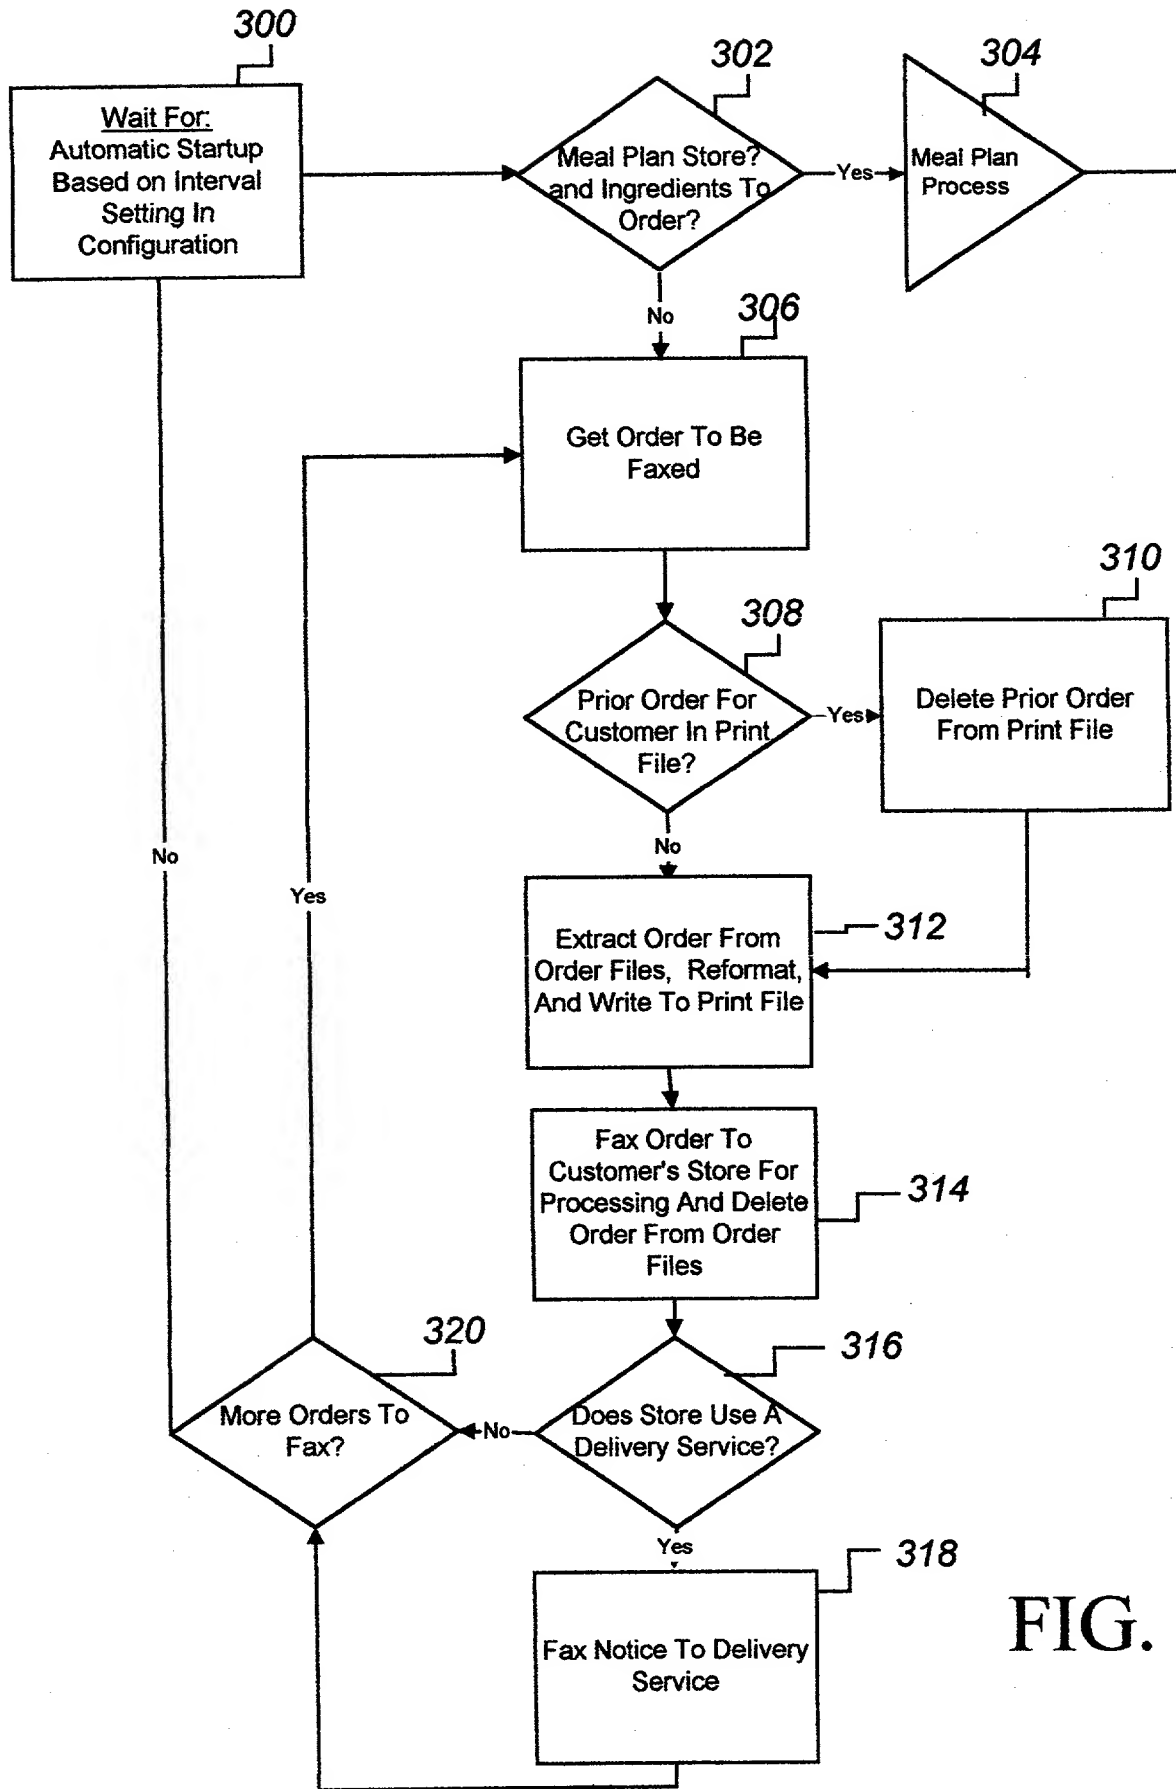 300
Wait For:
Automatic Startup
Based on Interval
Setting In
Configuration
302
Meal Plan Store?
and Ingredients To
Order?
Yes
304
Meal Plan
Process
No
306
Get Order To Be
Faxed
308
Prior Order For
Customer In Print
File?
Yes
310
Delete Prior Order
From Print File
No
No
Yes
312
Extract Order From
Order Files, Reformat,
And Write To Print File
314
Fax Order To
Customer's Store For
Processing And Delete
Order From Order
Files
320
More Orders To
Fax?
No
316
Does Store Use A
Delivery Service?
Yes
318
Fax Notice To Delivery
Service
FIG.